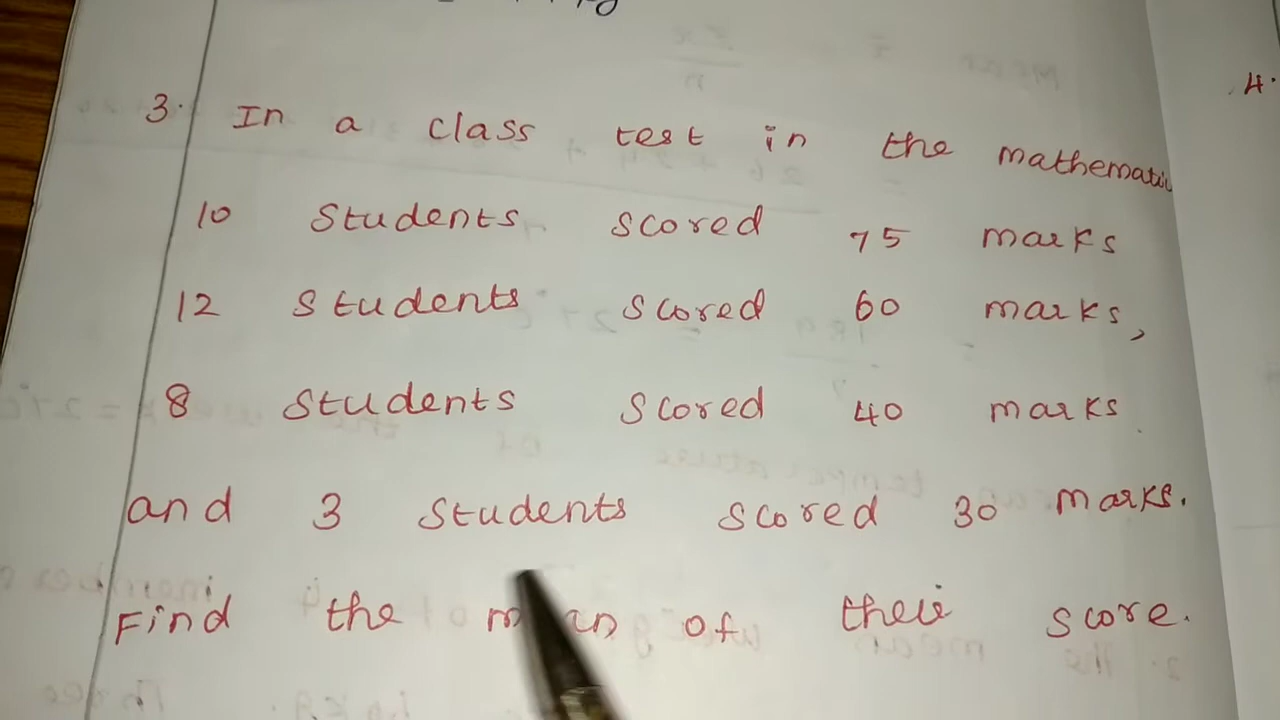 3. In a class test in the mathematic
10 students scored 75 marks
12 students scored 60 marks,
8 students scored 40 marks
and 3 students scored 30 marks.
Find the of their score.
4.